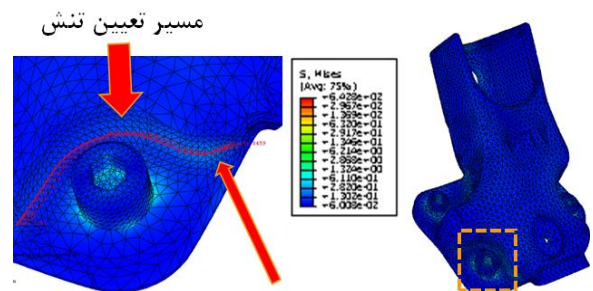 مسیر تعیین تنش
S, Mises
(Avg: 75%)
+6.428e+02
+2.967e+02
+1.369e+02
+6.320e+01
+2.917e+01
+1.346e+01
+6.214e+00
+2.868e+00
+1.324e+00
+6.110e-01
+2.820e-01
+1.302e-01
+6.008e-02